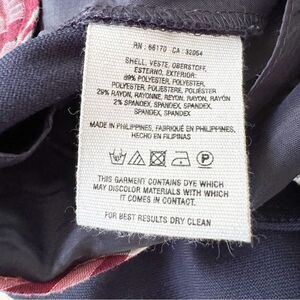 RN : 66170 CA : 32054
SHELL, VESTE, OBERSTOFF,
ESTERNO, EXTERIOR:
69% POLYESTER, POLYESTER,
POLYESTER, POLIESTERE, POLIÉSTER
29% RAYON, RAYONNE, REYON, RAYON, RAYON
2% SPANDEX, SPANDEX, SPANDEX
SPANDEX, SPANDEX
MADE IN PHILIPPINES, FABRIQUÉ EN PHILIPPINES,
HECHO EN FILIPINAS
P
THIS GARMENT CONTAINS DYE WHICH
MAY DISCOLOR MATERIALS WITH WHICH
IT COMES IN CONTACT.
FOR BEST RESULTS DRY CLEAN